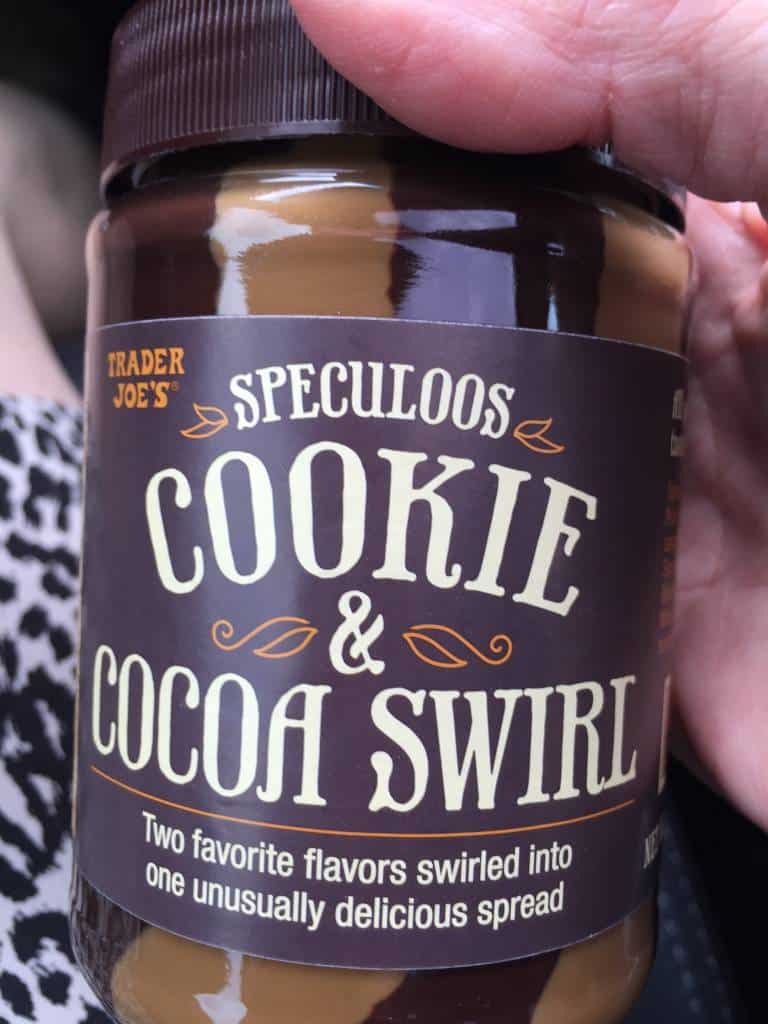 TRADER
JOE'S®
SPECULOOS
COOKIE
&
COCOA SWIRL
Two favorite flavors swirled into
one unusually delicious spread